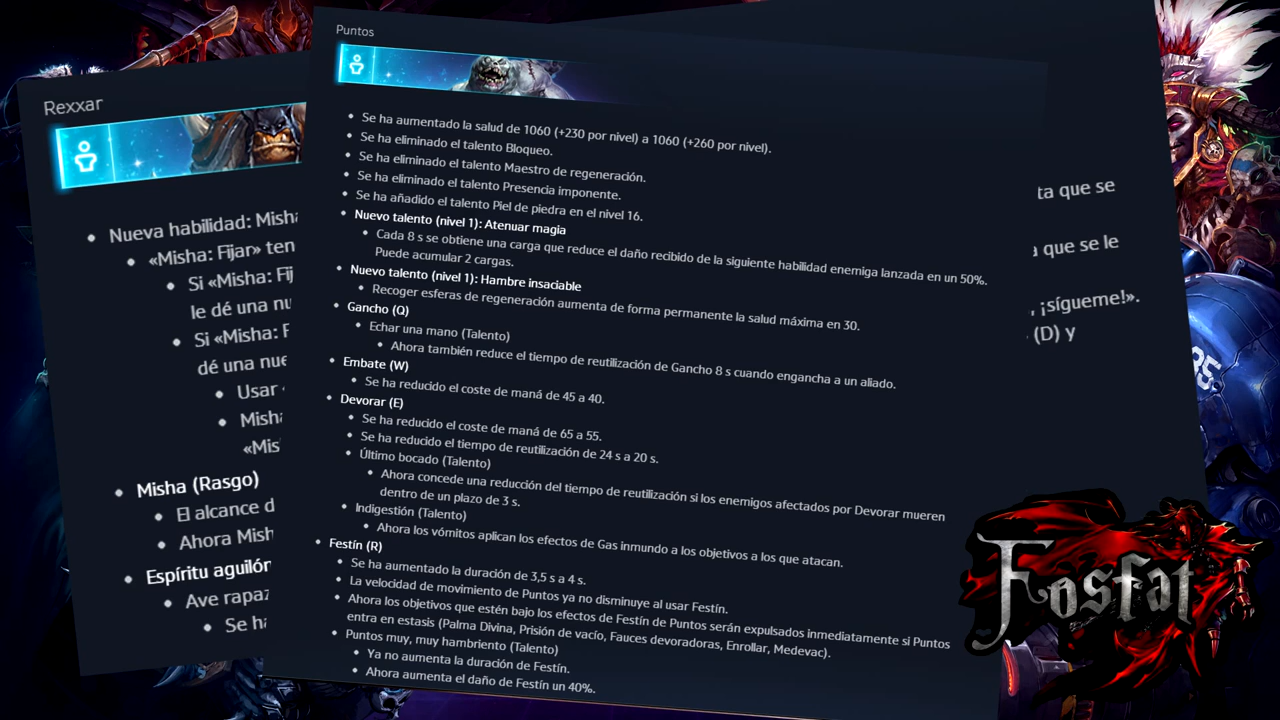 Rexxar
Nueva habilidad: Misha
«Misha: Fijar» ten
Si «Misha: Fij
le dé una nu
Si «Misha: F
dé una nue
Usar
Misha
«Mis
Misha (Rasgo)
El alcance d
Ahora Mish
Espíritu aguilón
Ave rapaz
Se ha
Puntos
Se ha aumentado la salud de 1060 (+230 por nivel) a 1060 (+260 por nivel).
Se ha eliminado el talento Bloqueo.
Se ha eliminado el talento Maestro de regeneración.
Se ha eliminado el talento Presencia imponente.
Se ha añadido el talento Piel de piedra en el nivel 16.
Nuevo talento (nivel 1): Atenuar magia
Cada 8 s se obtiene una carga que reduce el daño recibido de la siguiente habilidad enemiga lanzada en un 50%.
Puede acumular 2 cargas.
Nuevo talento (nivel 1): Hambre insaciable
Recoger esferas de regeneración aumenta de forma permanente la salud máxima en 30.
Gancho (Q)
Echar una mano (Talento)
Ahora también reduce el tiempo de reutilización de Gancho 8 s cuando engancha a un aliado.
Embate (W)
Se ha reducido el coste de maná de 45 a 40.
Devorar (E)
Se ha reducido el coste de maná de 65 a 55.
Se ha reducido el tiempo de reutilización de 24 s a 20 s.
Último bocado (Talento)
Ahora concede una reducción del tiempo de reutilización si los enemigos afectados por Devorar mueren
dentro de un plazo de 3 s.
Indigestión (Talento)
Ahora los vómitos aplican los efectos de Gas inmundo a los objetivos a los que atacan.
Festín (R)
Se ha aumentado la duración de 3,5 s a 4 s.
La velocidad de movimiento de Puntos ya no disminuye al usar Festín.
Ahora los objetivos que estén bajo los efectos de Festín de Puntos serán expulsados inmediatamente si Puntos
entra en estasis (Palma Divina, Prisión de vacío, Fauces devoradoras, Enrollar, Medevac).
Puntos muy, muy hambriento (Talento)
Ya no aumenta la duración de Festín.
Ahora aumenta el daño de Festín un 40%.
ta que se
a que se le
, ¡sígueme!».
(D) y
Fosfat